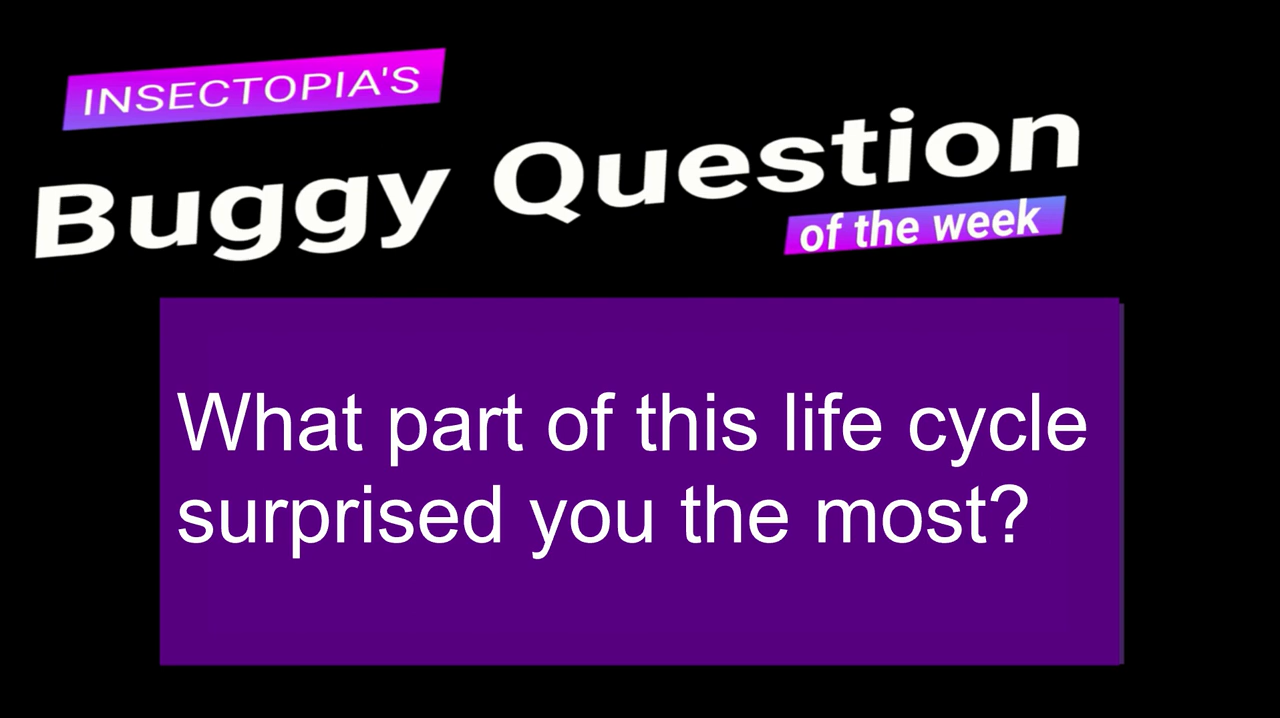 INSECTOPIA'S
Buggy Question
of the week
What part of this life cycle
surprised you the most?